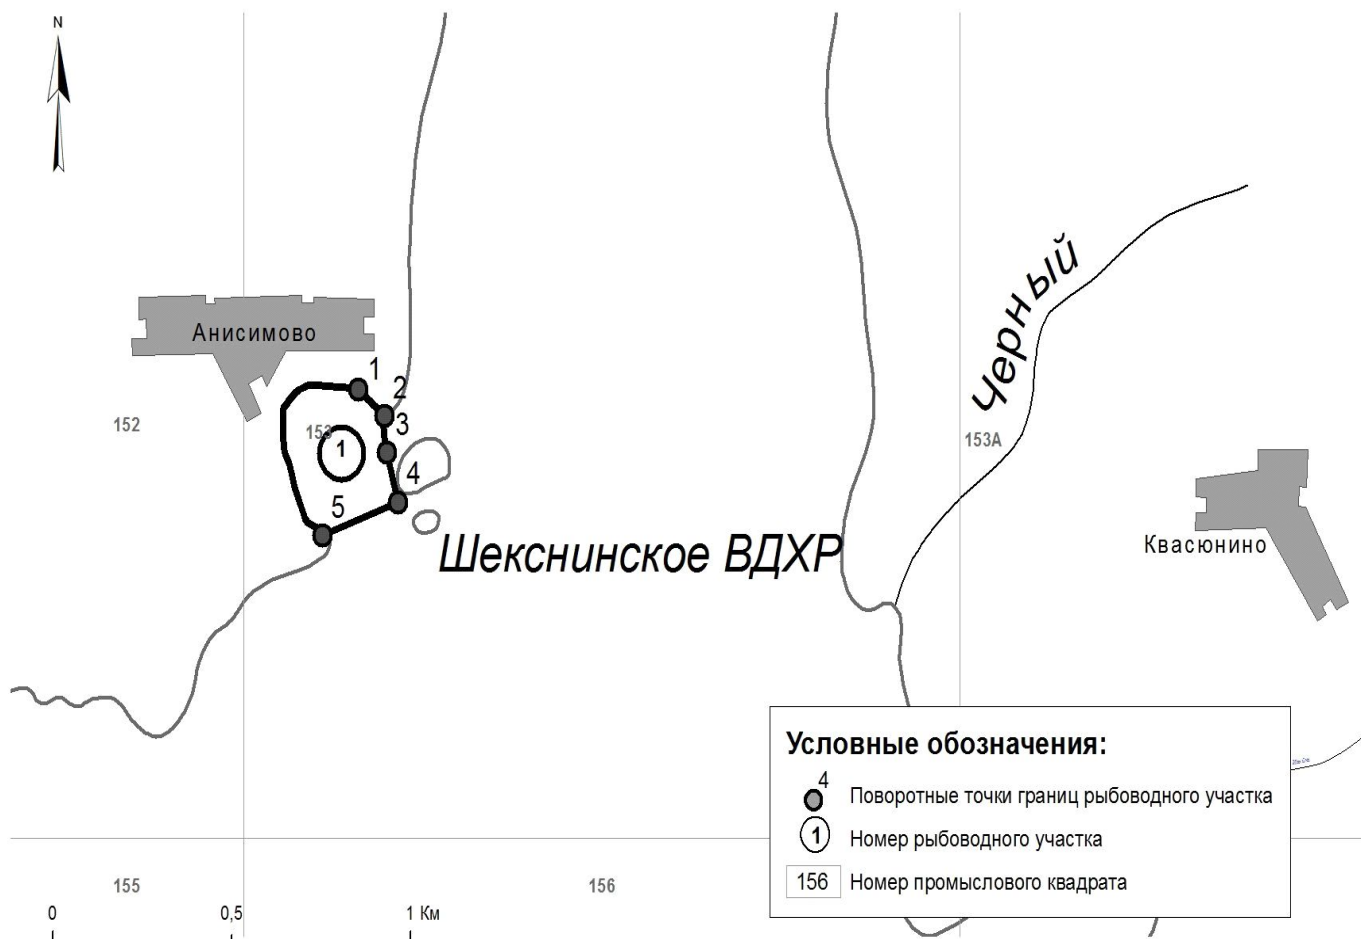 N
Черный
Анисимово
1
2
3
152
153
153А
1
4
5
Шекснинское ВДХР
Квасюнино
Условные обозначения:
4
Поворотные точки границ рыбоводного участка
1
Номер рыбоводного участка
156
Номер промыслового квадрата
155
156
0 0,5 1 Км